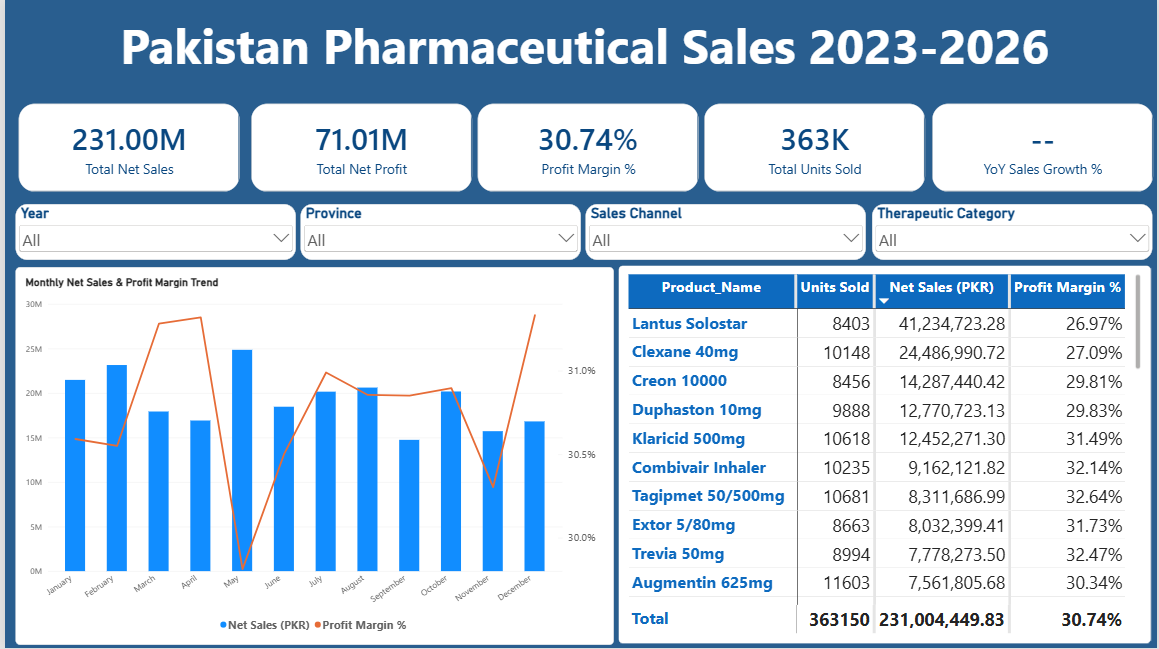 Pakistan Pharmaceutical Sales 2023-2026
231.00M
Total Net Sales
71.01M
Total Net Profit
30.74%
Profit Margin %
363K
Total Units Sold
--
YoY Sales Growth %
Year
All
Province
All
Sales Channel
All
Therapeutic Category
All
Monthly Net Sales & Profit Margin Trend
30M
25M
20M
15M
10M
5M
0M
31.0%
30.5%
30.0%
January
February
March
April
May
June
July
August
September
October
November
December
Net Sales (PKR) Profit Margin %
Product_Name Units Sold Net Sales (PKR) Profit Margin %
Lantus Solostar 8403 41,234,723.28 26.97%
Clexane 40mg 10148 24,486,990.72 27.09%
Creon 10000 8456 14,287,440.42 29.81%
Duphaston 10mg 9888 12,770,723.13 29.83%
Klaricid 500mg 10618 12,452,271.30 31.49%
Combivair Inhaler 10235 9,162,121.82 32.14%
Tagipmet 50/500mg 10681 8,311,686.99 32.64%
Extor 5/80mg 8663 8,032,399.41 31.73%
Trevia 50mg 8994 7,778,273.50 32.47%
Augmentin 625mg 11603 7,561,805.68 30.34%
Total 363150 231,004,449.83 30.74%